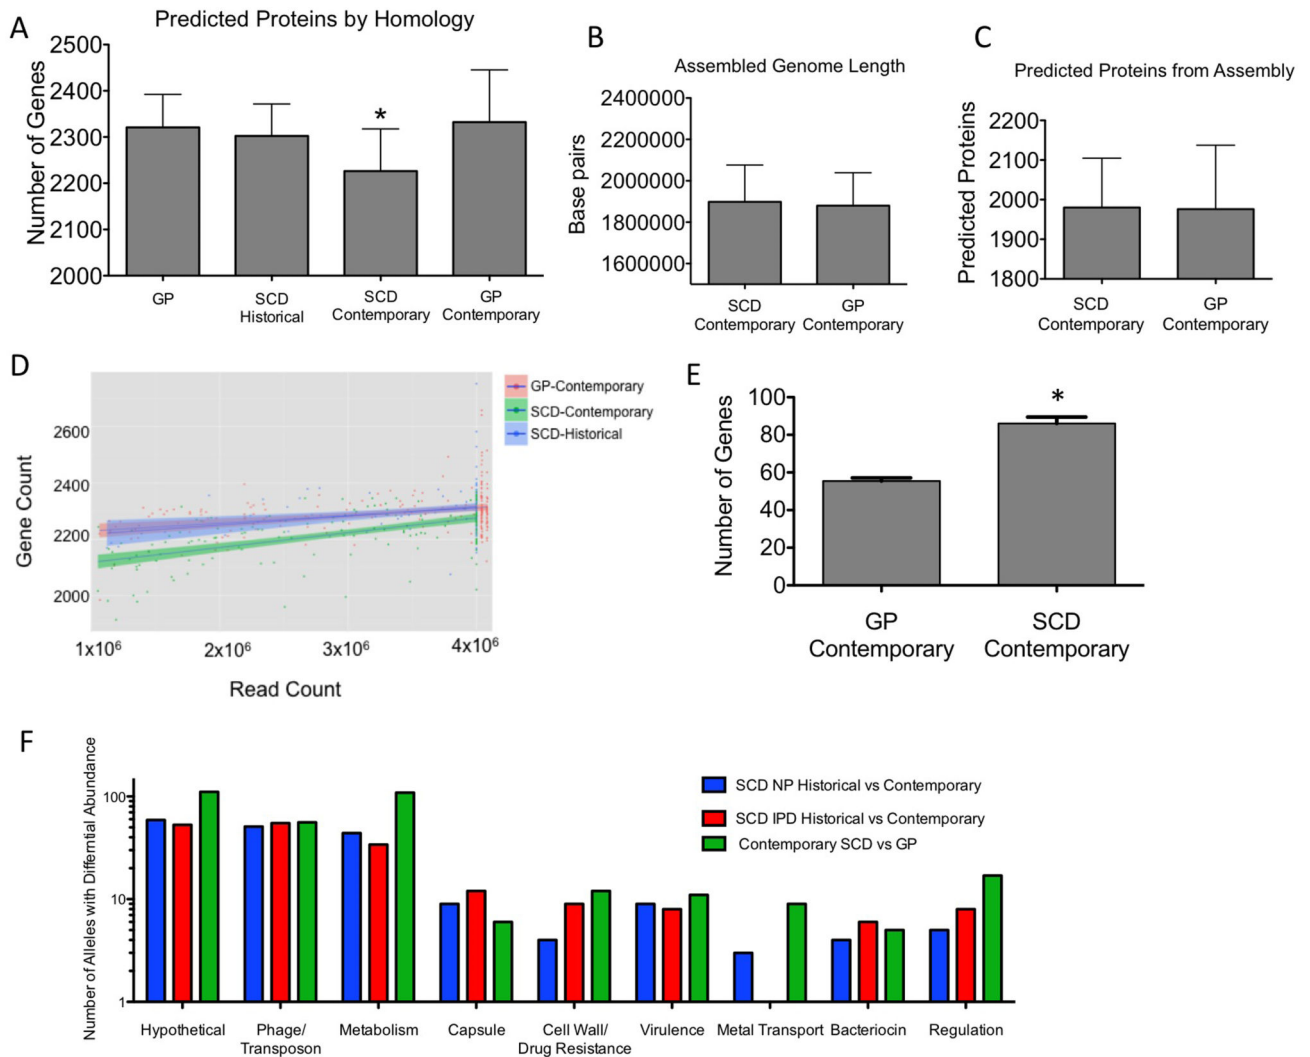 A
Predicted Proteins by Homology
Number of Genes
2500
2400
2300
2200
2100
2000
*
GP
SCD
Historical
SCD
Contemporary
GP
Contemporary
B
Assembled Genome Length
Base pairs
2400000
2200000
2000000
1800000
1600000
SCD
Contemporary
GP
Contemporary
C
Predicted Proteins from Assembly
Predicted Proteins
2200
2100
2000
1900
1800
SCD
Contemporary
GP
Contemporary
D
Gene Count
2600
2400
2200
2000
1x10⁶
2x10⁶
3x10⁶
4x10⁶
Read Count
GP-Contemporary
SCD-Contemporary
SCD-Historical
E
Number of Genes
100
80
60
40
20
0
*
GP
Contemporary
SCD
Contemporary
F
Number of Alleles with Differntial Abundance
100
10
1
SCD NP Historical vs Contemporary
SCD IPD Historical vs Contemporary
Contemporary SCD vs GP
Hypothetical
Phage/
Transposon
Metabolism
Capsule
Cell Wall/
Drug Resistance
Virulence
Metal Transport
Bacteriocin
Regulation